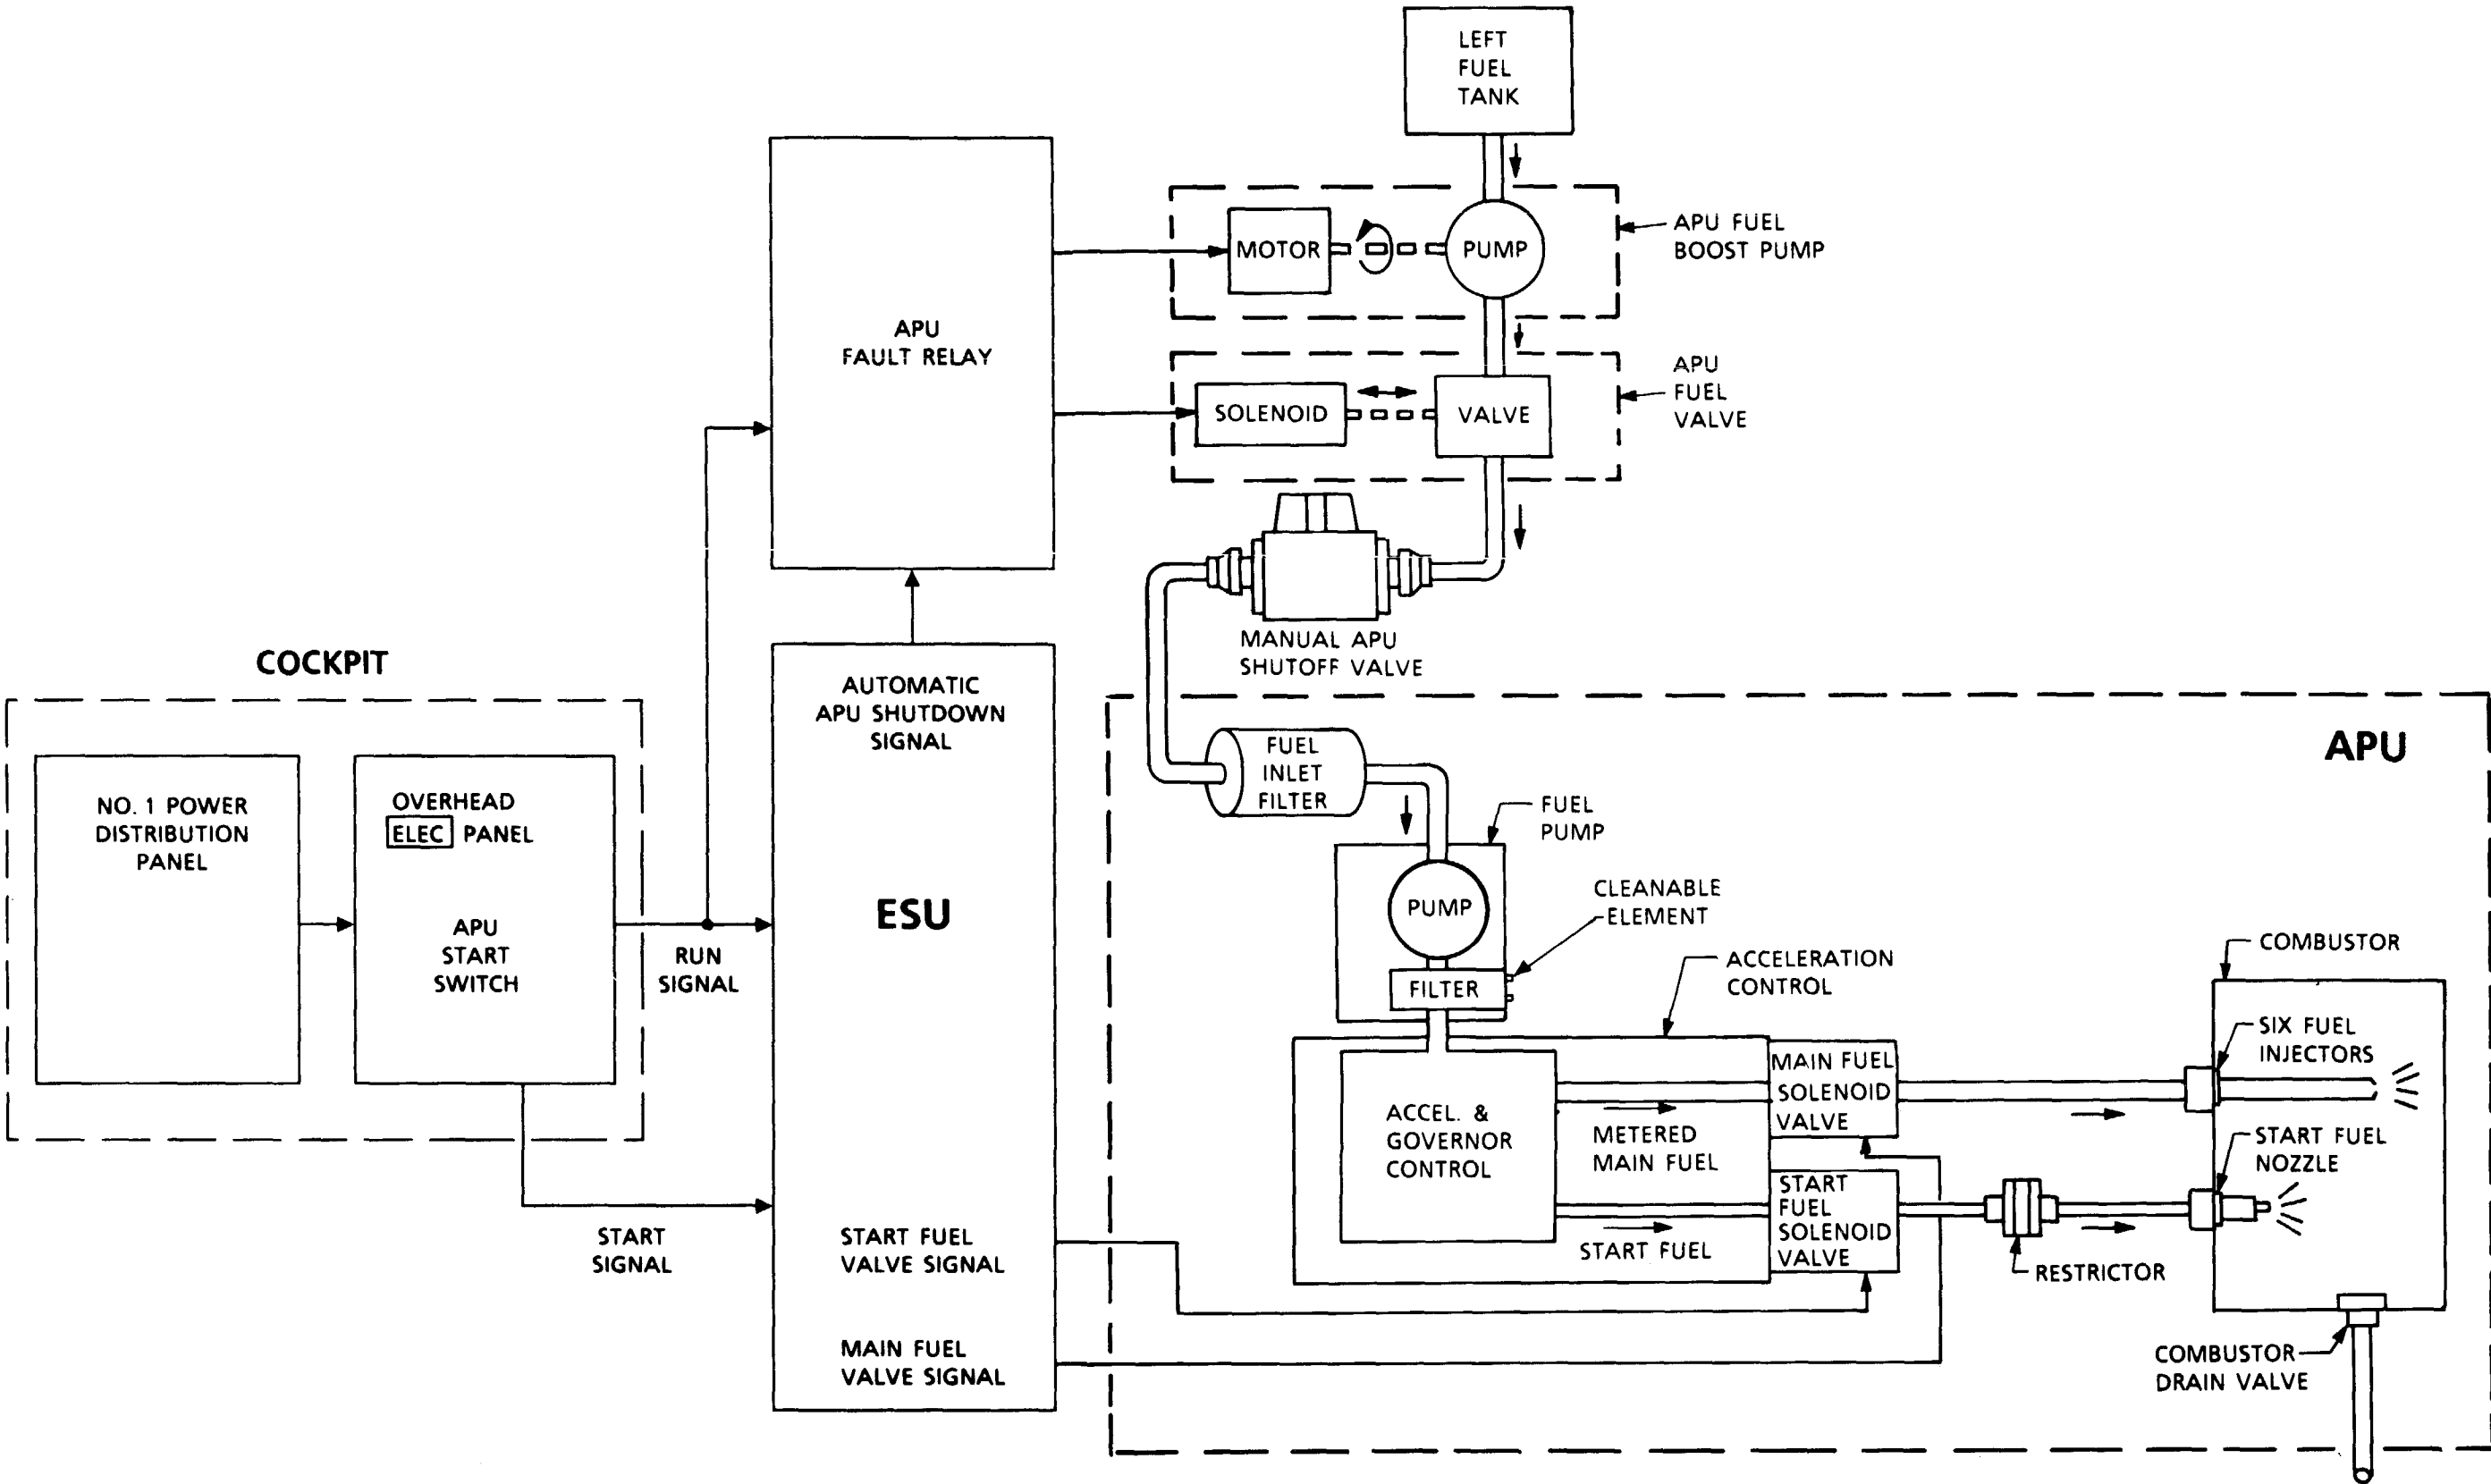 LEFT
FUEL
TANK
MOTOR
PUMP
APU FUEL
BOOST PUMP
APU
FAULT RELAY
SOLENOID
VALVE
APU
FUEL
VALVE
MANUAL APU
SHUTOFF VALVE
COCKPIT
NO. 1 POWER
DISTRIBUTION
PANEL
OVERHEAD
ELEC PANEL
APU
START
SWITCH
RUN
SIGNAL
START
SIGNAL
AUTOMATIC
APU SHUTDOWN
SIGNAL
ESU
START FUEL
VALVE SIGNAL
MAIN FUEL
VALVE SIGNAL
APU
FUEL
INLET
FILTER
FUEL
PUMP
PUMP
CLEANABLE
ELEMENT
FILTER
ACCELERATION
CONTROL
ACCEL. &
GOVERNOR
CONTROL
METERED
MAIN FUEL
START FUEL
MAIN FUEL
SOLENOID
VALVE
START
FUEL
SOLENOID
VALVE
RESTRICTOR
COMBUSTOR
SIX FUEL
INJECTORS
START FUEL
NOZZLE
COMBUSTOR
DRAIN VALVE